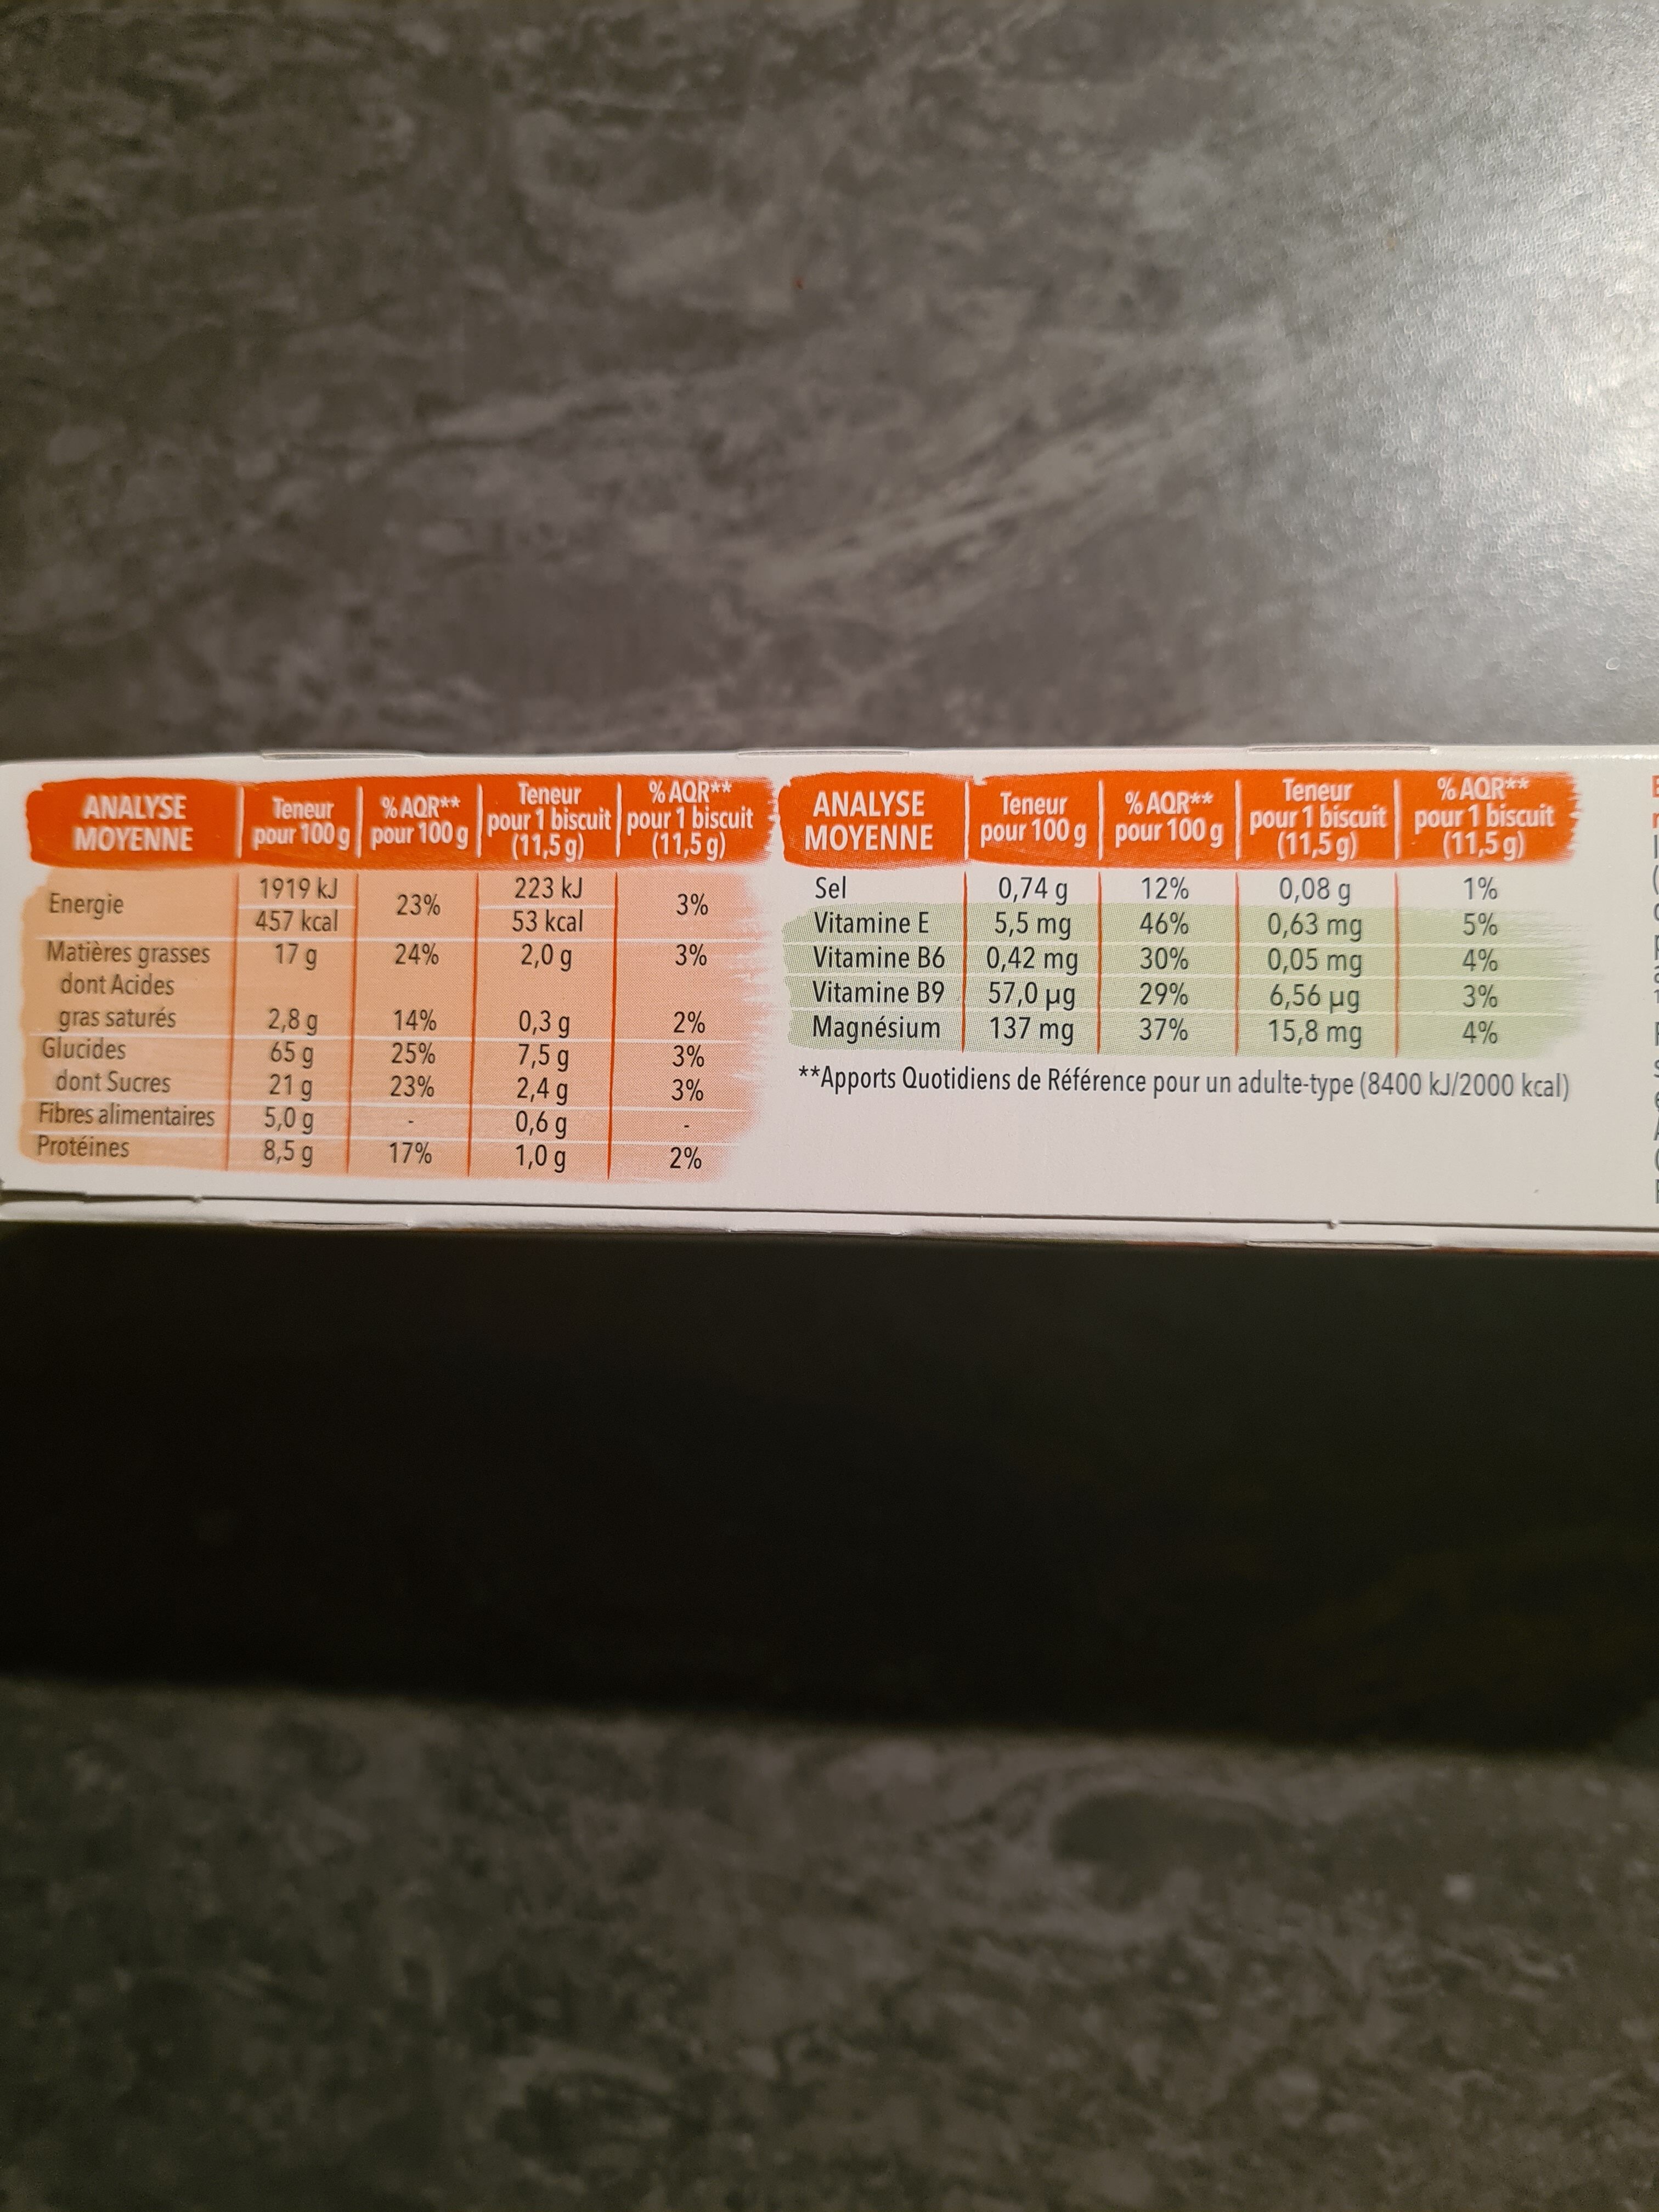 ANALYSE MOYENNE Teneur pour 100 g % AQR** pour 100 g Teneur pour 1 biscuit (11,5 g) % AQR** pour 1 biscuit (11,5 g)
Energie 1919 kJ 457 kcal 23% 223 kJ 53 kcal 3%
Matières grasses 17 g 24% 2,0 g 3%
dont Acides
gras saturés 2,8 g 14% 0,3 g 2%
Glucides 65 g 25% 7,5 g 3%
dont Sucres 21 g 23% 2,4 g 3%
Fibres alimentaires 5,0 g - 0,6 g -
Protéines 8,5 g 17% 1,0 g 2%
ANALYSE MOYENNE Teneur pour 100 g % AQR** pour 100 g Teneur pour 1 biscuit (11,5 g) % AQR** pour 1 biscuit (11,5 g)
Sel 0,74 g 12% 0,08 g 1%
Vitamine E 5,5 mg 46% 0,63 mg 5%
Vitamine B6 0,42 mg 30% 0,05 mg 4%
Vitamine B9 57,0 µg 29% 6,56 µg 3%
Magnésium 137 mg 37% 15,8 mg 4%
**Apports Quotidiens de Référence pour un adulte-type (8400 kJ/2000 kcal)